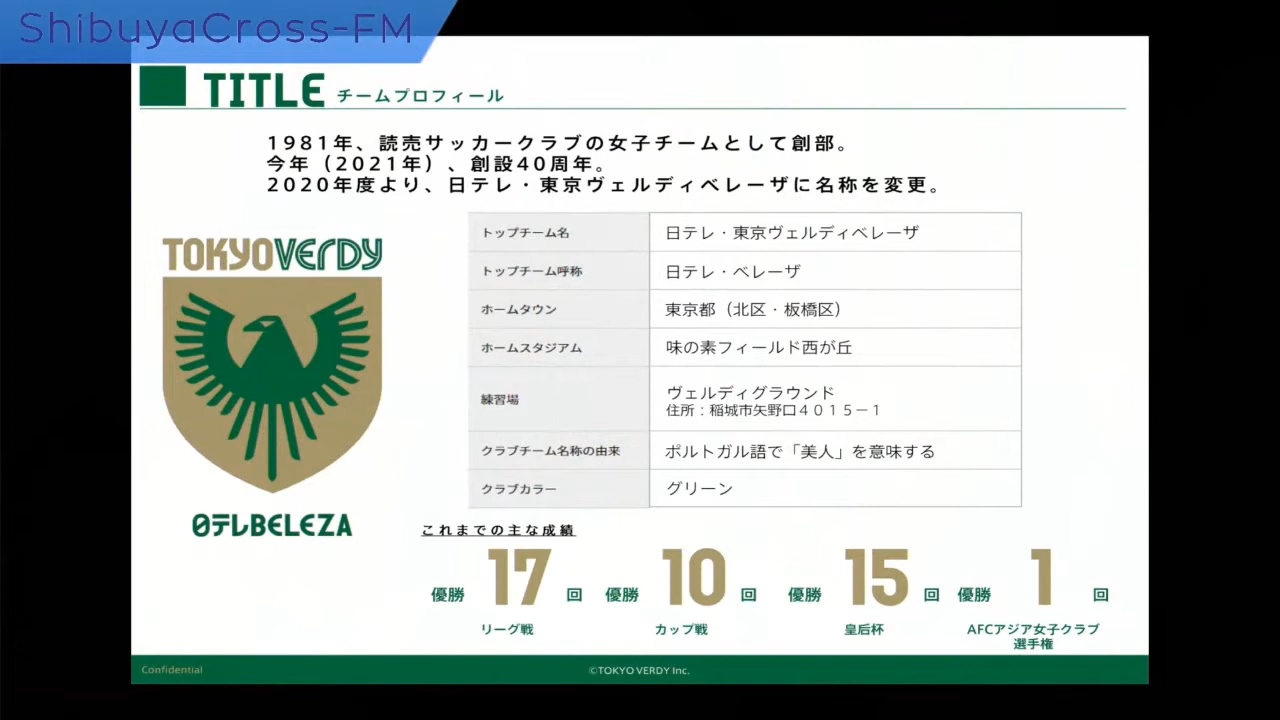 ShibuyaCross-FM
TITLE チームプロフィール
1981年、読売サッカークラブの女子チームとして創部。
今年（2021年）、創設40周年。
2020年度より、日テレ・東京ヴェルディベレーザに名称を変更。
TOKYO VERDY
日テレBELEZA
トップチーム名 日テレ・東京ヴェルディベレーザ
トップチーム呼称 日テレ・ベレーザ
ホームタウン 東京都（北区・板橋区）
ホームスタジアム 味の素フィールド西が丘
練習場 ヴェルディグラウンド
住所：稲城市矢野口４０１５－１
クラブチーム名称の由来 ポルトガル語で「美人」を意味する
クラブカラー グリーン
これまでの主な成績
優勝 17 回 優勝 10 回 優勝 15 回 優勝 1 回
リーグ戦 カップ戦 皇后杯 AFCアジア女子クラブ
選手権
Confidential ©TOKYO VERDY Inc.